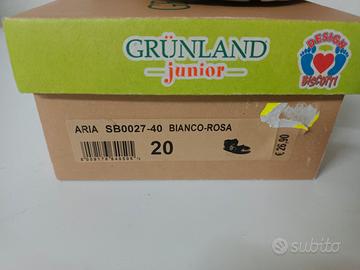 GRÜNLAND
junior
DESIGN
BISCOTTI
ARIA SB0027-40 BIANCO-ROSA
20
€ 26,90
subito